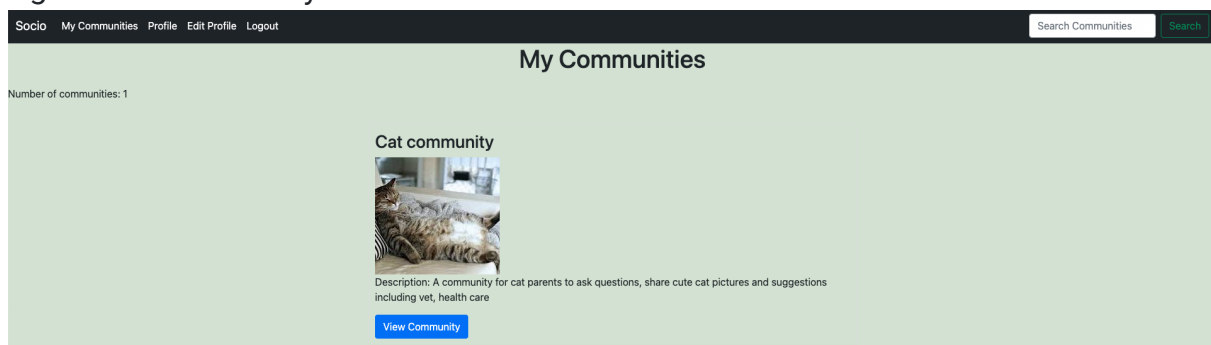 Socio My Communities Profile Edit Profile Logout Search Communities Search
My Communities
Number of communities: 1
Cat community
Description: A community for cat parents to ask questions, share cute cat pictures and suggestions
including vet, health care
View Community